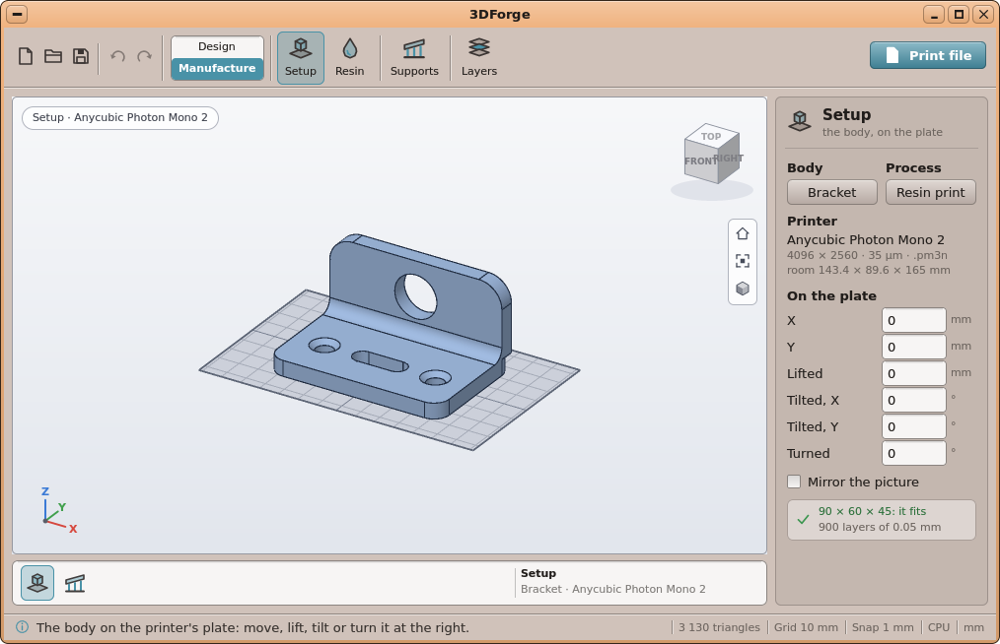 3DForge
Design
Manufacture
Setup
Resin
Supports
Layers
Print file
Setup · Anycubic Photon Mono 2
TOP
FRONT
RIGHT
Z
Y
X
Setup
the body, on the plate
Body
Process
Bracket
Resin print
Printer
Anycubic Photon Mono 2
4096 × 2560 · 35 µm · .pm3n
room 143.4 × 89.6 × 165 mm
On the plate
X 0 mm
Y 0 mm
Lifted 0 mm
Tilted, X 0 °
Tilted, Y 0 °
Turned 0 °
Mirror the picture
90 × 60 × 45: it fits
900 layers of 0.05 mm
Setup
Bracket · Anycubic Photon Mono 2
The body on the printer's plate: move, lift, tilt or turn it at the right.
3 130 triangles
Grid 10 mm
Snap 1 mm
CPU
mm